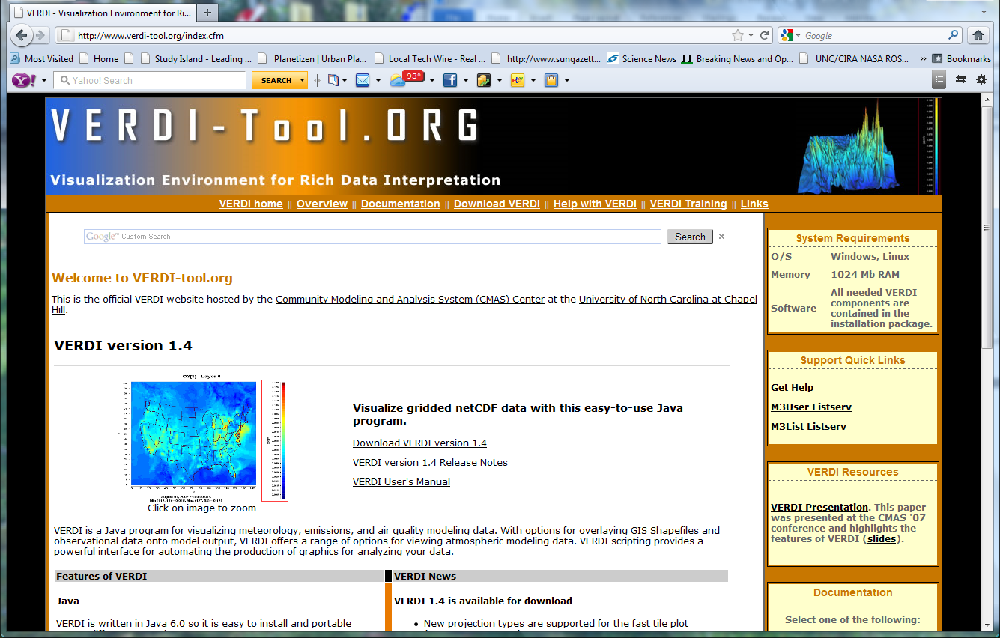 VERDI - Visualization Environment for Ri...
http://www.verdi-tool.org/index.cfm
Google
Most Visited Home Study Island - Leading ... Planetizen | Urban Pla... Local Tech Wire - Real ... http://www.sungazett... Science News Breaking News and Op... UNC/CIRA NASA ROS... » Bookmarks
Y! Yahoo! Search SEARCH 93° ebY
VERDI-Tool.ORG
Visualization Environment for Rich Data Interpretation
VERDI home || Overview || Documentation || Download VERDI || Help with VERDI || VERDI Training || Links
Google™ Custom Search Search ×
Welcome to VERDI-tool.org
This is the official VERDI website hosted by the Community Modeling and Analysis System (CMAS) Center at the University of North Carolina at Chapel
Hill.
VERDI version 1.4
O3[1] - Layer 0
Click on image to zoom
Visualize gridded netCDF data with this easy-to-use Java
program.
Download VERDI version 1.4
VERDI version 1.4 Release Notes
VERDI User's Manual
VERDI is a Java program for visualizing meteorology, emissions, and air quality modeling data. With options for overlaying GIS Shapefiles and
observational data onto model output, VERDI offers a range of options for viewing atmospheric modeling data. VERDI scripting provides a
powerful interface for automating the production of graphics for analyzing your data.
Features of VERDI
Java
VERDI is written in Java 6.0 so it is easy to install and portable
VERDI News
VERDI 1.4 is available for download
• New projection types are supported for the fast tile plot
System Requirements
O/S Windows, Linux
Memory 1024 Mb RAM
Software All needed VERDI
components are
contained in the
installation package.
Support Quick Links
Get Help
M3User Listserv
M3List Listserv
VERDI Resources
VERDI Presentation. This paper
was presented at the CMAS '07
conference and highlights the
features of VERDI (slides).
Documentation
Select one of the following: